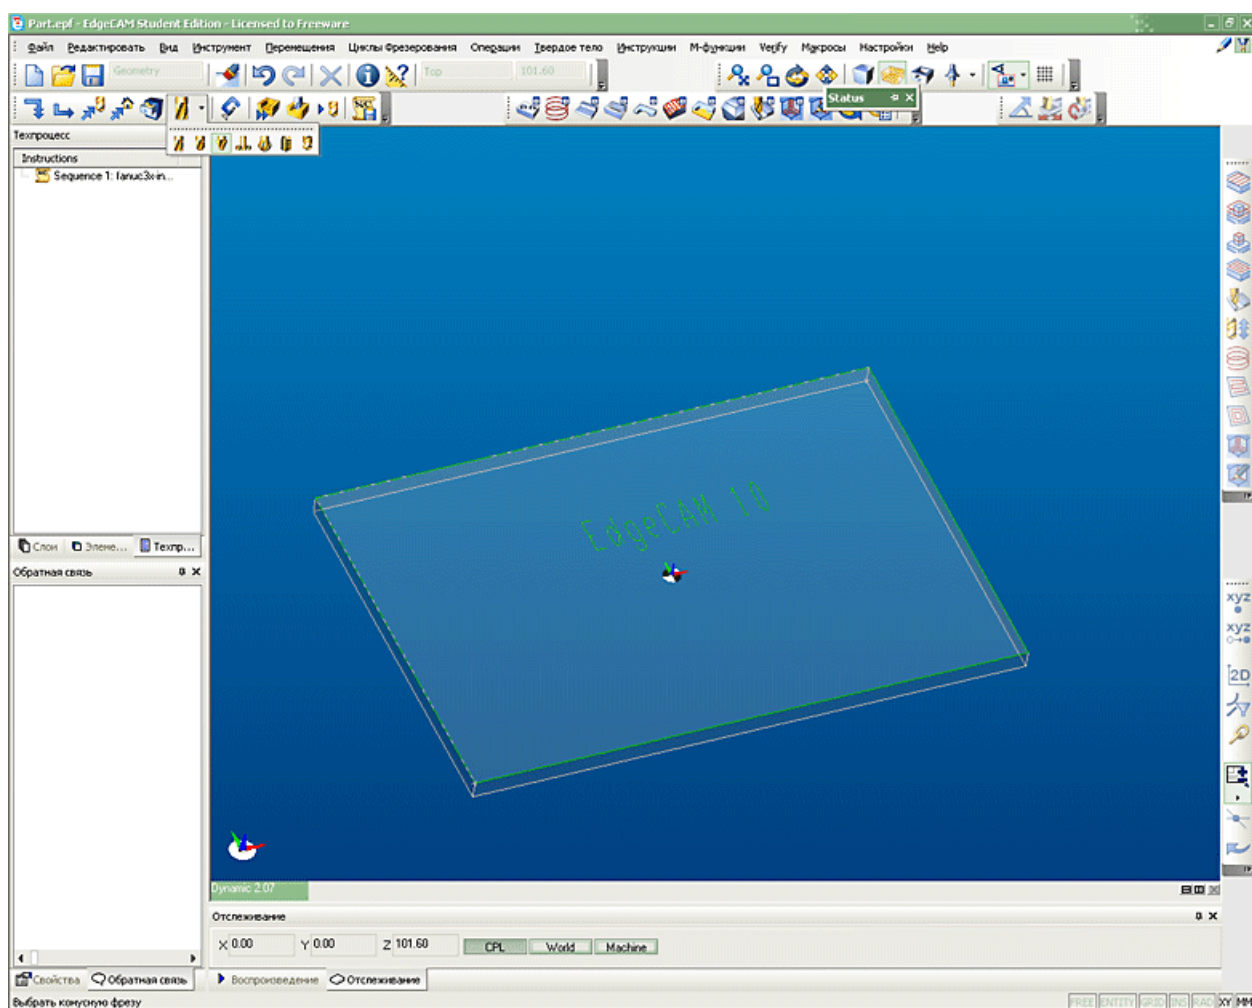 Part.epf - EdgeCAM Student Edition - Licensed to Freeware
Файл Редактировать Вид Инструмент Перемещения Циклы Фрезерования Операции Твердое тело Инструкции М-функции Verify Макросы Настройки Help
Geometry Top 101.60
Status
Техпроцесс
Instructions
Sequence 1: fanuc3x-in...
EdgeCAM 10
Слои Элеме... Техпр...
Обратная связь
xyz
xyz
2D
Dynamic 2.07
Отслеживание
X 0.00 Y 0.00 Z 101.60 CPL World Machine
Свойства Обратная связь Воспроизведение Отслеживание
Выбрать конусную фрезу FREE ENTITY GRID INS RAD XY MM